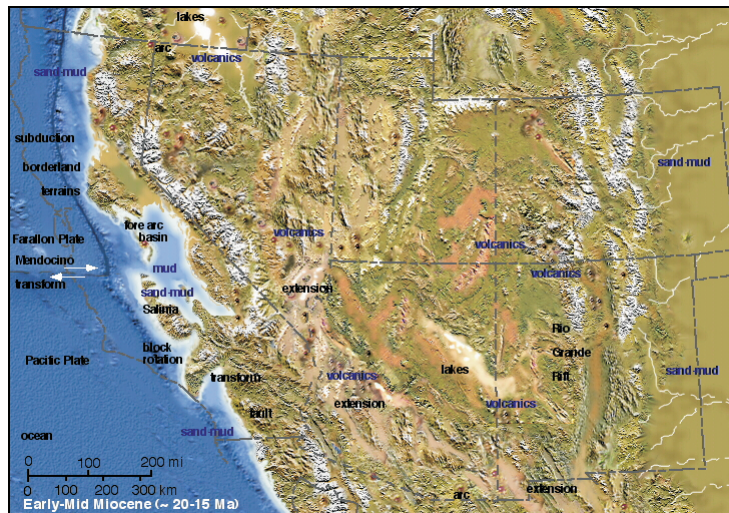 lakes
arc
volcanics
sand-mud
subduction
borderland
terrains
sand-mud
fore arc
basin
Farallon Plate
Mendocino
transform
mud
sand-mud
Salinia
volcanics
volcanics
volcanics
extension
block
rotation
Rio
Grande
Rift
Pacific Plate
transform
volcanics
lakes
sand-mud
extension
volcanics
fault
sand-mud
ocean
0 100 200 mi
0 100 200 300 km
arc
extension
Early-Mid Miocene (~ 20-15 Ma)